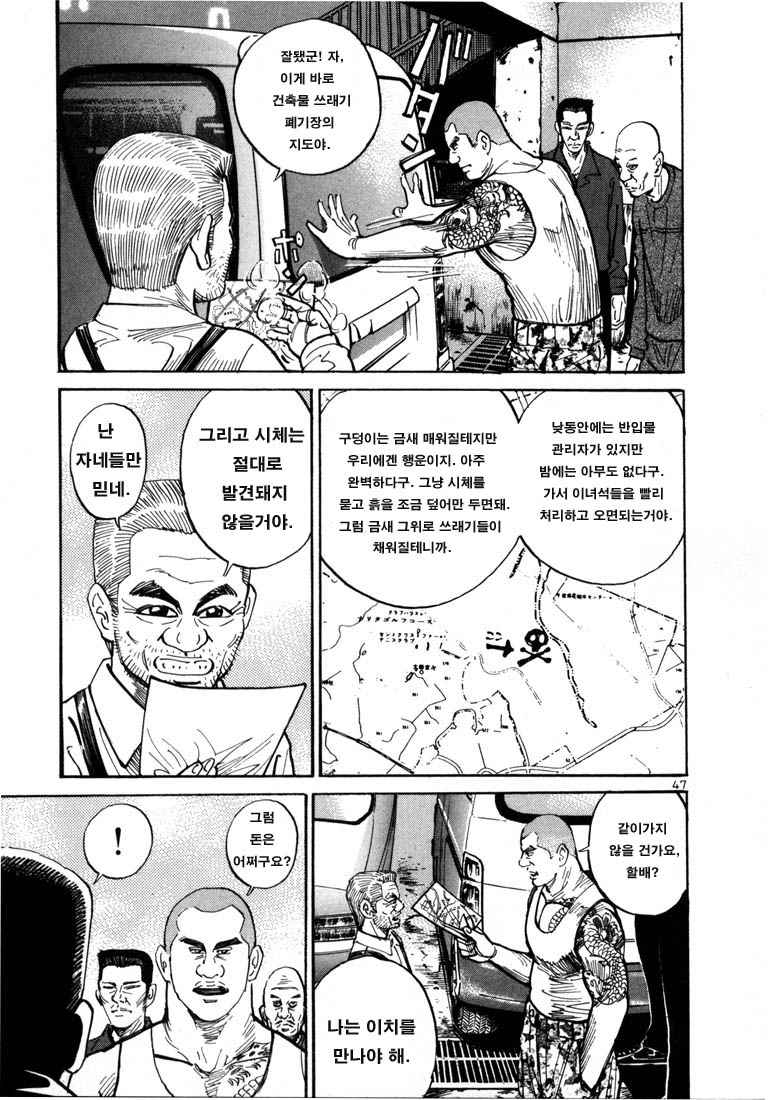 잘됐군! 자,
이게 바로
건축물 쓰래기
폐기장의
지도야.
バタン
ポン
낮동안에는 반입물
관리자가 있지만
밤에는 아무도 없다구.
가서 이녀석들을 빨리
처리하고 오면되는거야.
구덩이는 금새 매워질테지만
우리에겐 행운이지. 아주
완벽하다구. 그냥 시체를
묻고 흙을 조금 덮어만 두면돼.
그럼 금새 그위로 쓰래기들이
채워질테니까.
그리고 시체는
절대로
발견돼지
않을거야.
난
자네들만
믿네.
47
같이가지
않을 건가요,
할배?
나는 이치를
만나야 해.
그럼
돈은
어쩌구요?
!